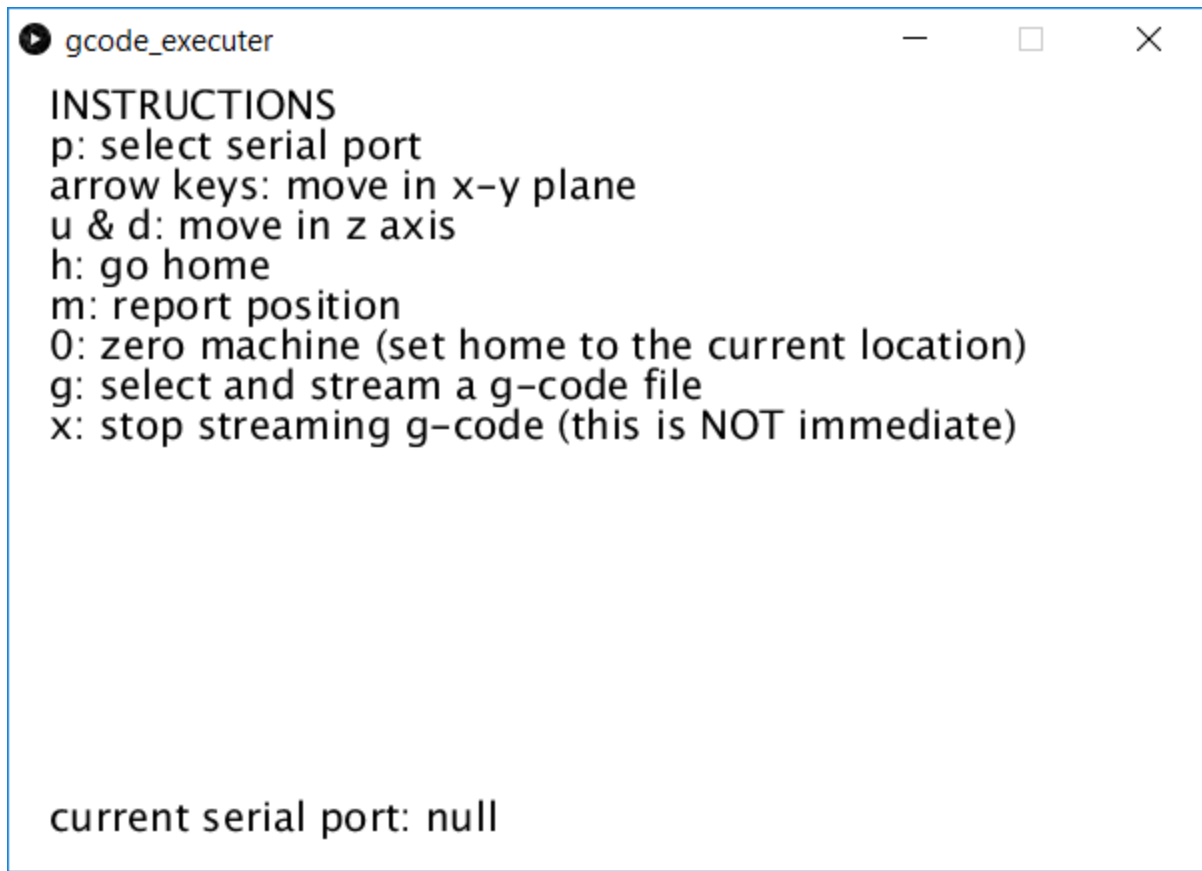 gcode_executer
INSTRUCTIONS
p: select serial port
arrow keys: move in x-y plane
u & d: move in z axis
h: go home
m: report position
0: zero machine (set home to the current location)
g: select and stream a g-code file
x: stop streaming g-code (this is NOT immediate)
current serial port: null